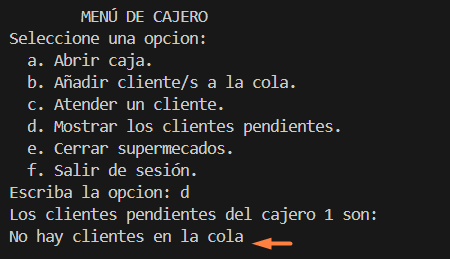 MENÚ DE CAJERO
Seleccione una opcion:
a. Abrir caja.
b. Añadir cliente/s a la cola.
c. Atender un cliente.
d. Mostrar los clientes pendientes.
e. Cerrar supermecados.
f. Salir de sesión.
Escriba la opcion: d
Los clientes pendientes del cajero 1 son:
No hay clientes en la cola